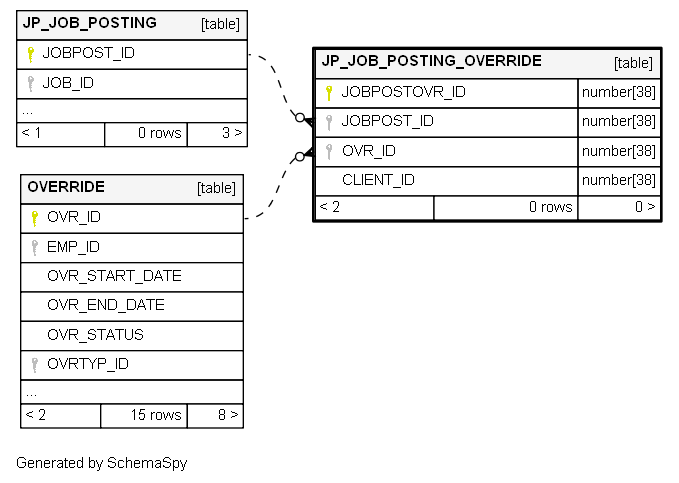 JP_JOB_POSTING [table]
JOBPOST_ID
JOB_ID
...
< 1 0 rows 3 >
JP_JOB_POSTING_OVERRIDE [table]
JOBPOSTOVR_ID number[38]
JOBPOST_ID number[38]
OVR_ID number[38]
CLIENT_ID number[38]
< 2 0 rows 0 >
OVERRIDE [table]
OVR_ID
EMP_ID
OVR_START_DATE
OVR_END_DATE
OVR_STATUS
OVRTYP_ID
...
< 2 15 rows 8 >
Generated by SchemaSpy